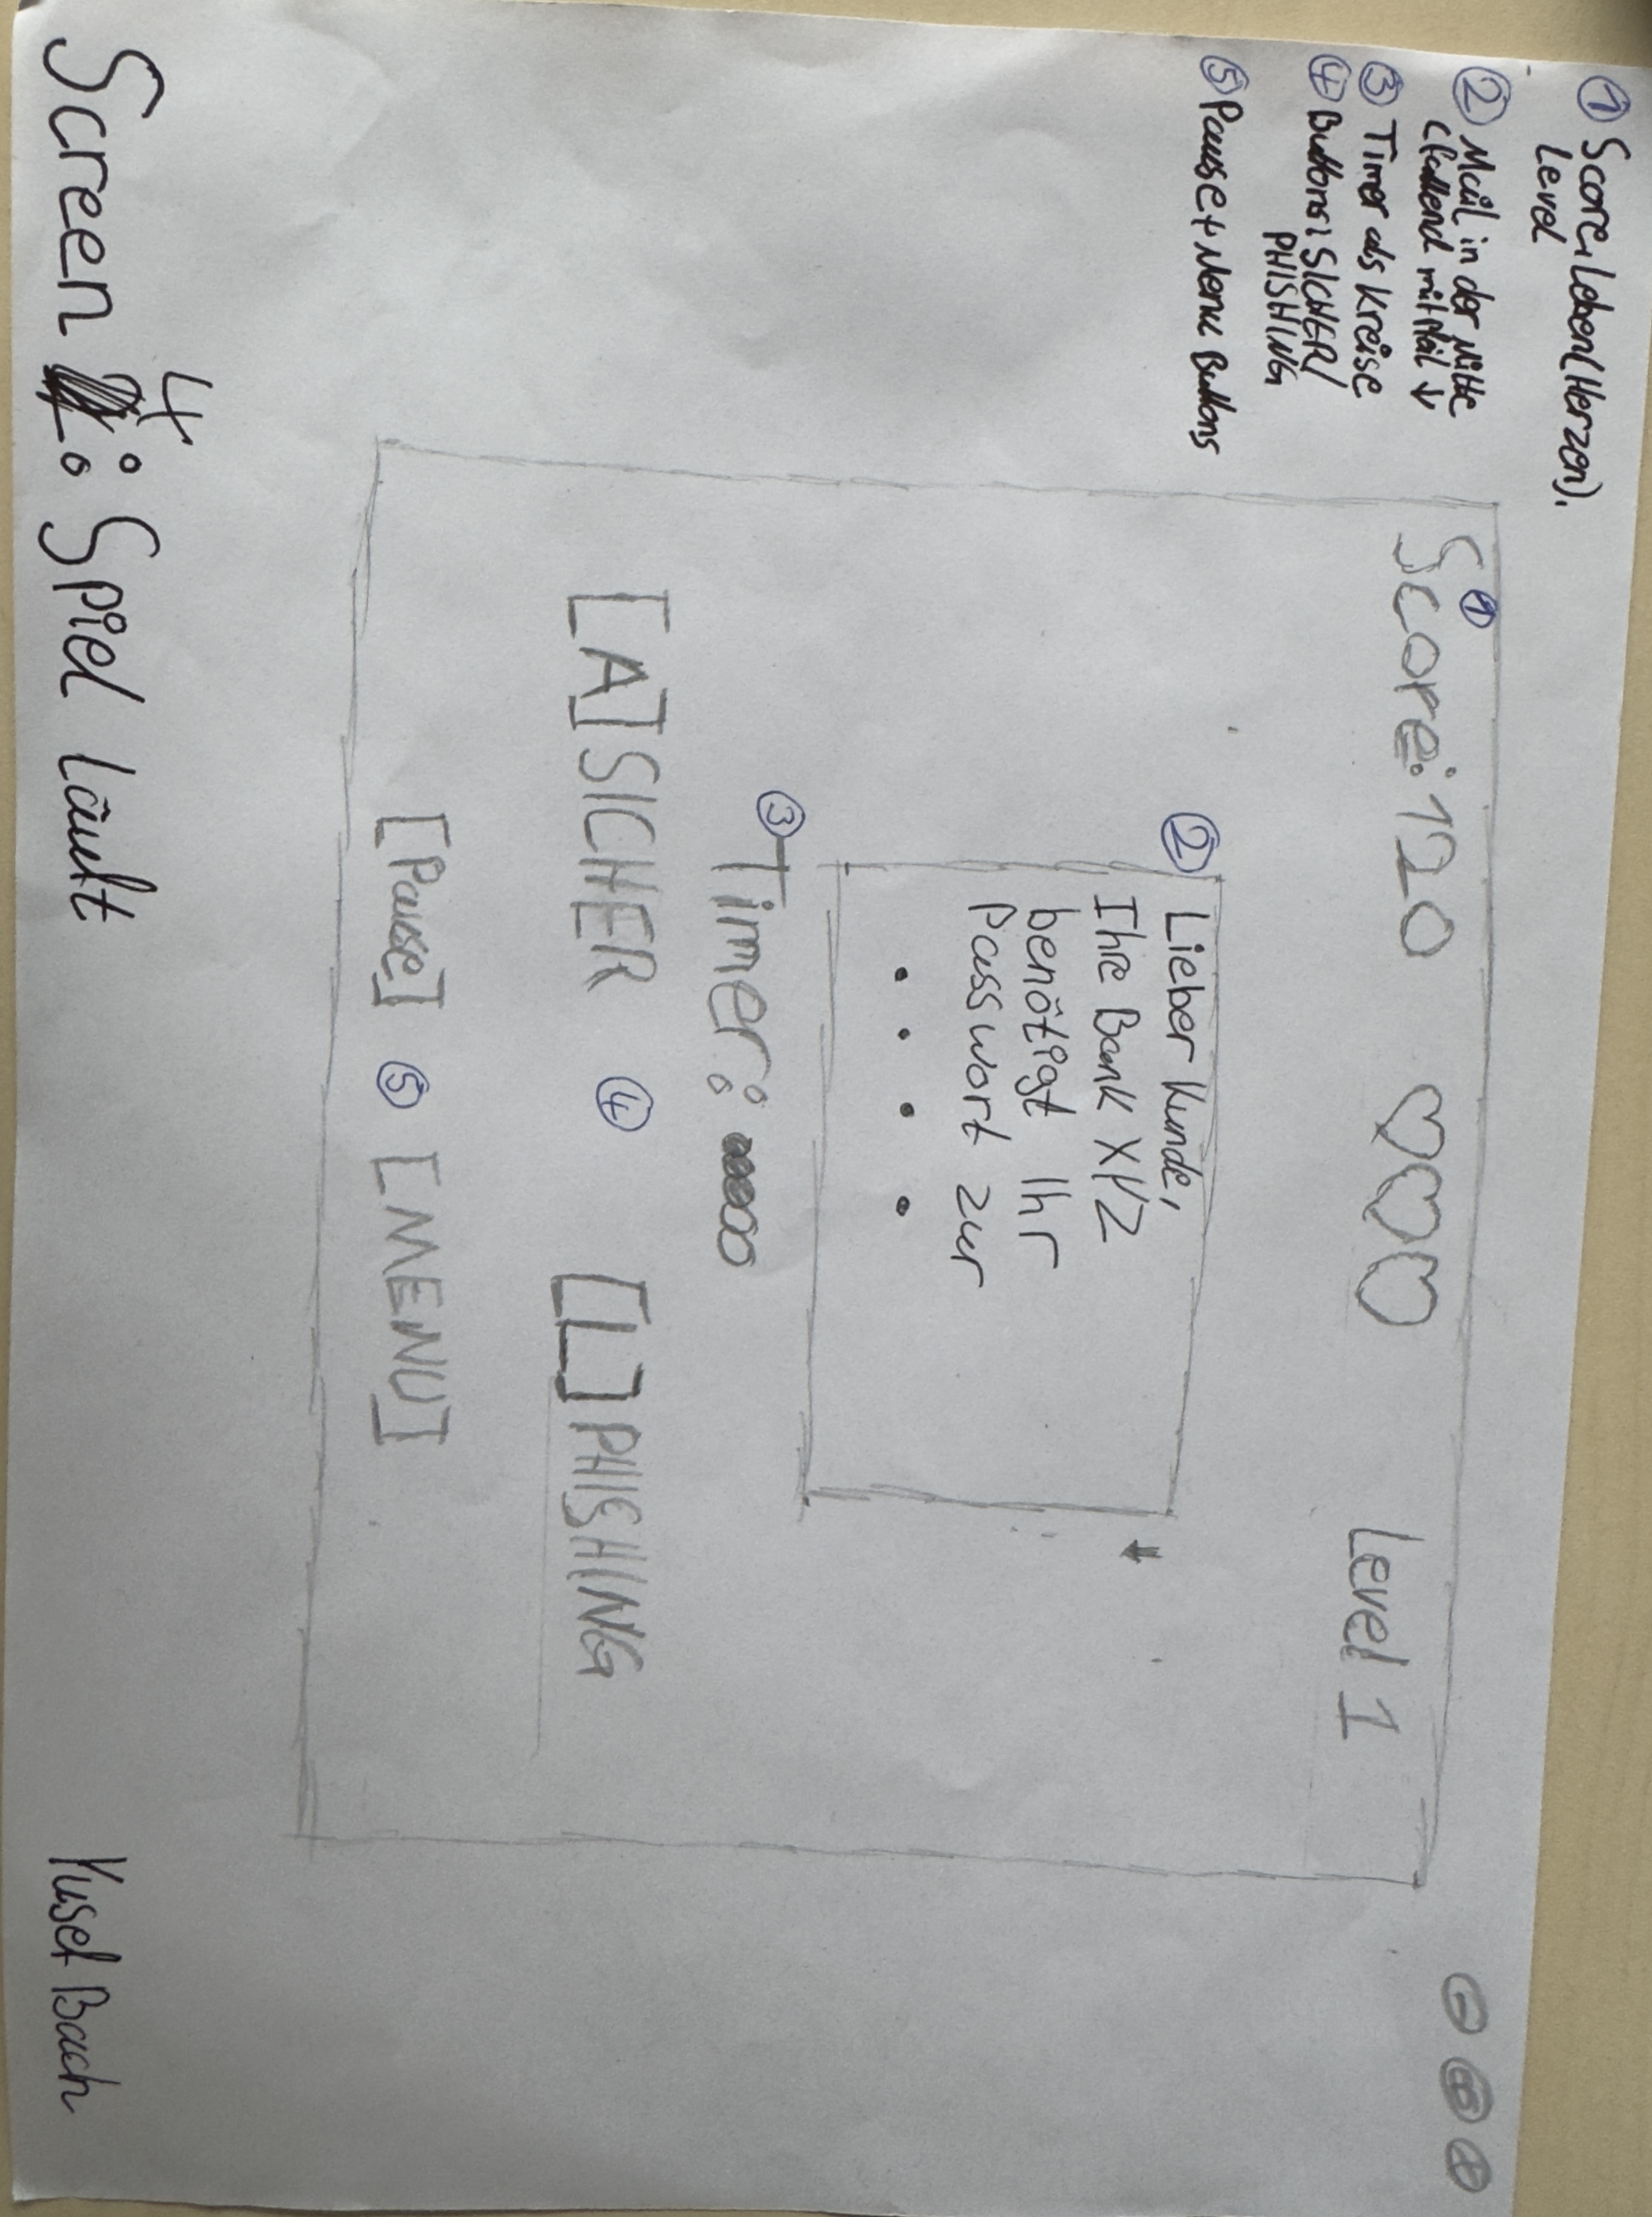 ① Score, Leben (Herzen),
Level
② Mail in der Mitte
(fallend mit Pfeil ↓
③ Timer als Kreise
④ Buttons: SICHER/
PHISHING
⑤ Pause + Menu Buttons
① Score: 120 ♡♡♡ Level 1
② Lieber Kunde,
Ihre Bank XYZ
benötigt Ihr
Passwort zur
. . . .
③ Timer:
[A] SICHER ④ [L] PHISHING
[Pause] ⑤ [MENU]
Screen 4: Spiel läuft
Yusef Bach